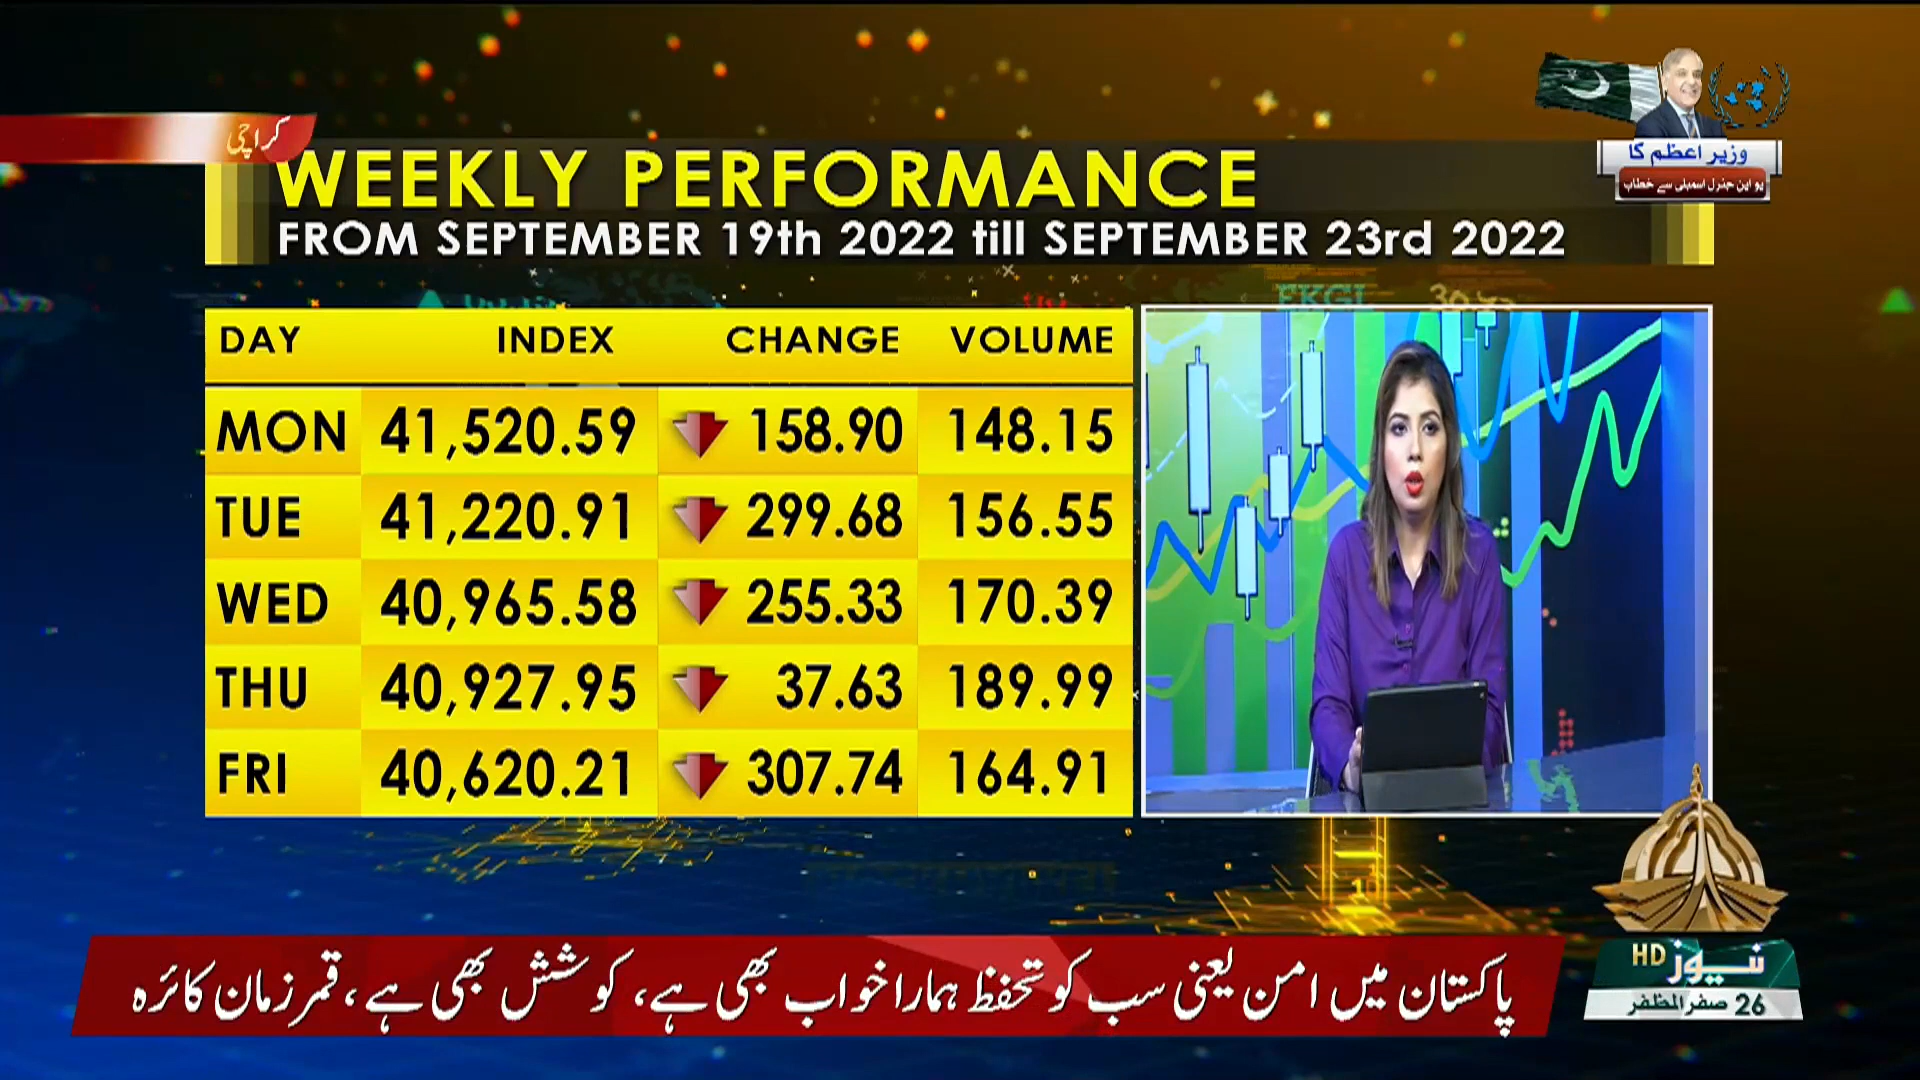 کراچی
وزیر اعظم کا
یو این جنرل اسمبلی سے خطاب
WEEKLY PERFORMANCE
FROM SEPTEMBER 19th 2022 till SEPTEMBER 23rd 2022
DAY INDEX CHANGE VOLUME
MON 41,520.59 158.90 148.15
TUE 41,220.91 299.68 156.55
WED 40,965.58 255.33 170.39
THU 40,927.95 37.63 189.99
FRI 40,620.21 307.74 164.91
پاکستان میں امن یعنی سب کو تحفظ ہمارا خواب بھی ہے، کوشش بھی ہے، قمر زمان کائرہ
نیوز HD
26 صفر المظفر